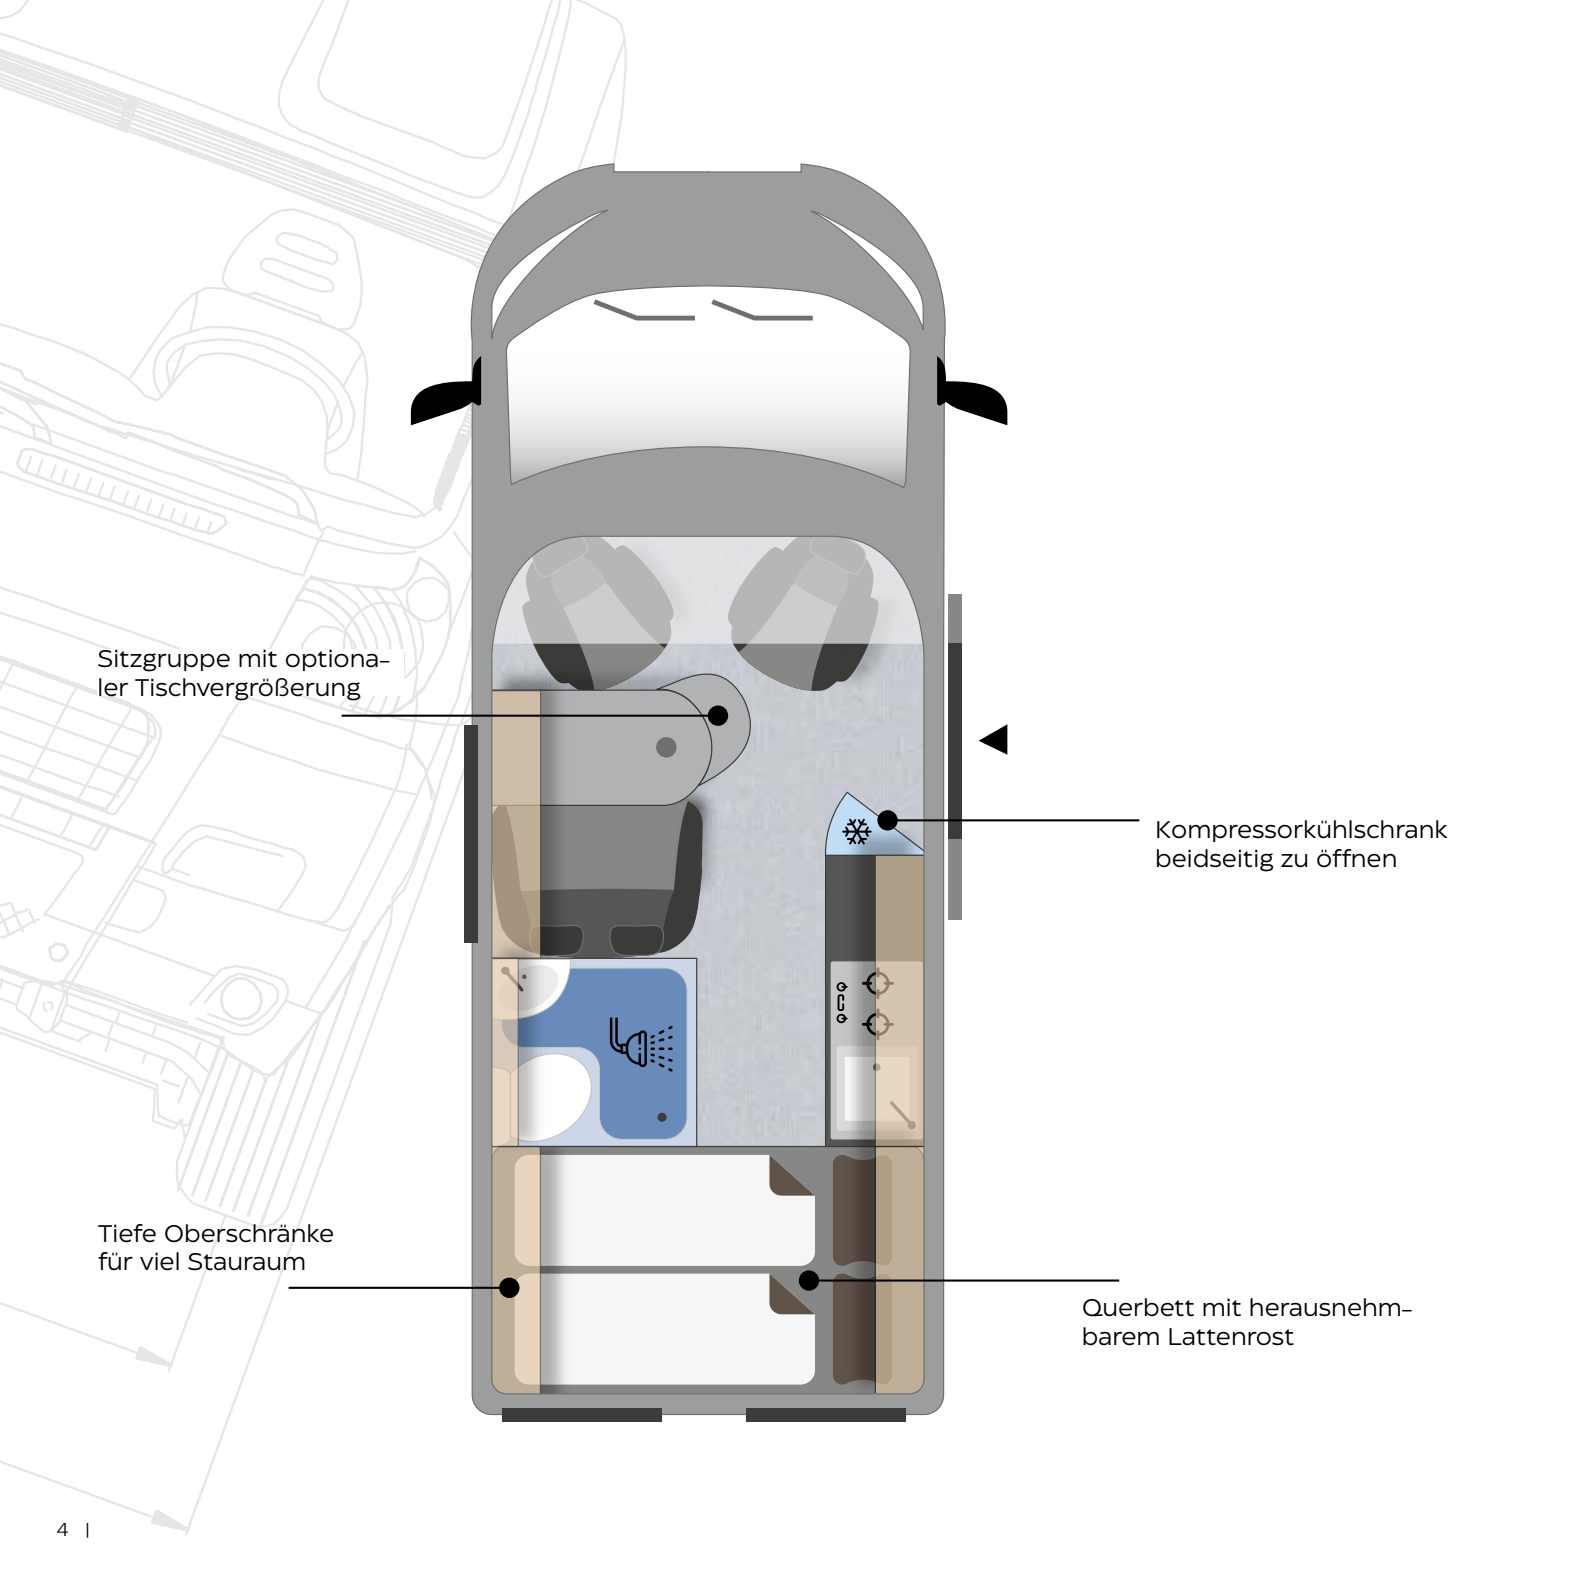 Sitzgruppe mit optiona-
ler Tischvergrößerung
Kompressorkühlschrank
beidseitig zu öffnen
Tiefe Oberschränke
für viel Stauraum
Querbett mit herausnehm-
barem Lattenrost
4 |